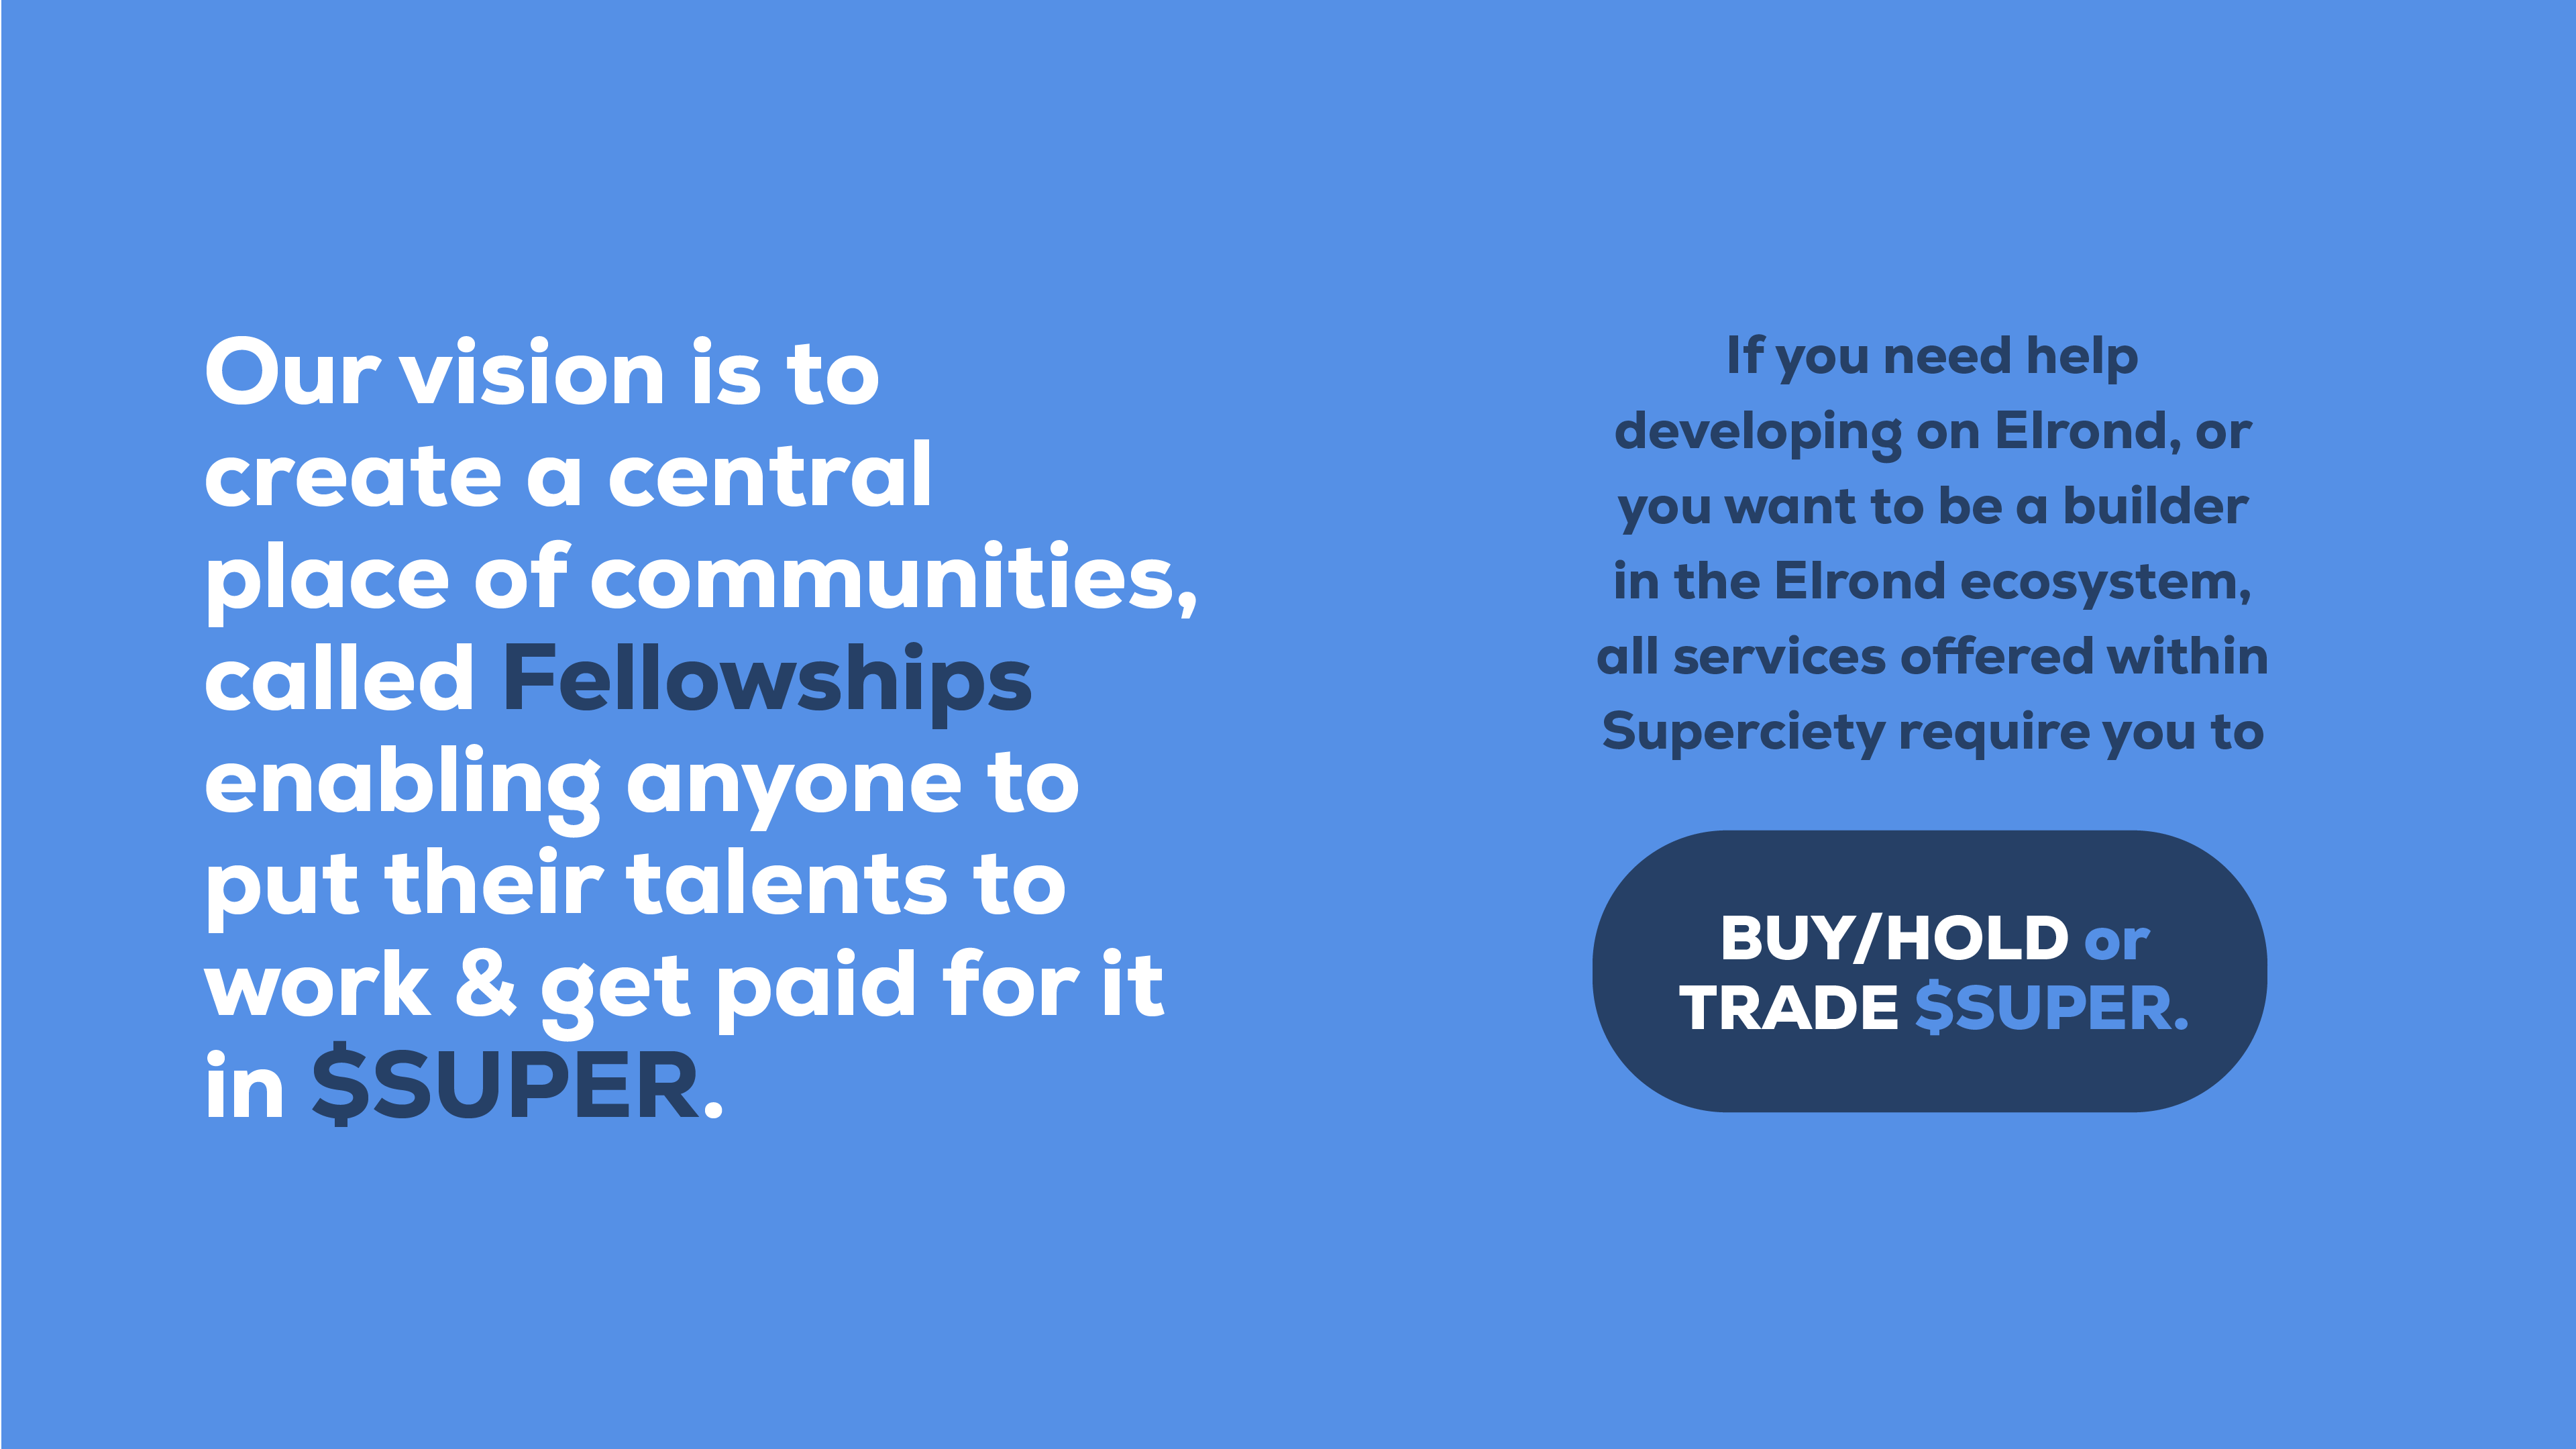 Our vision is to
create a central
place of communities,
called Fellowships
enabling anyone to
put their talents to
work & get paid for it
in $SUPER.
If you need help
developing on Elrond, or
you want to be a builder
in the Elrond ecosystem,
all services offered within
Superciety require you to
BUY/HOLD or
TRADE $SUPER.